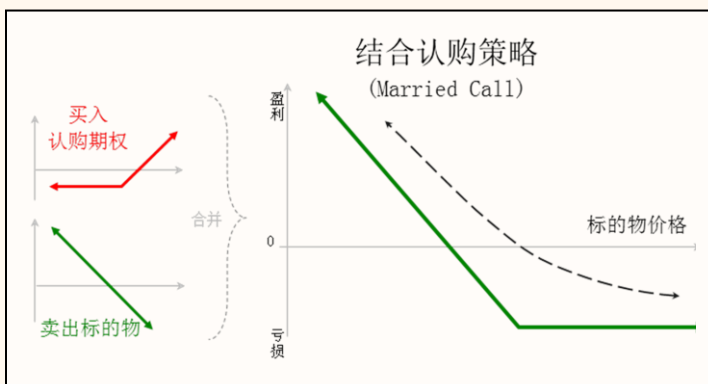 结合认购策略
(Married Call)
盈利
买入
认购期权
合并
0
标的物价格
卖出标的物
亏损